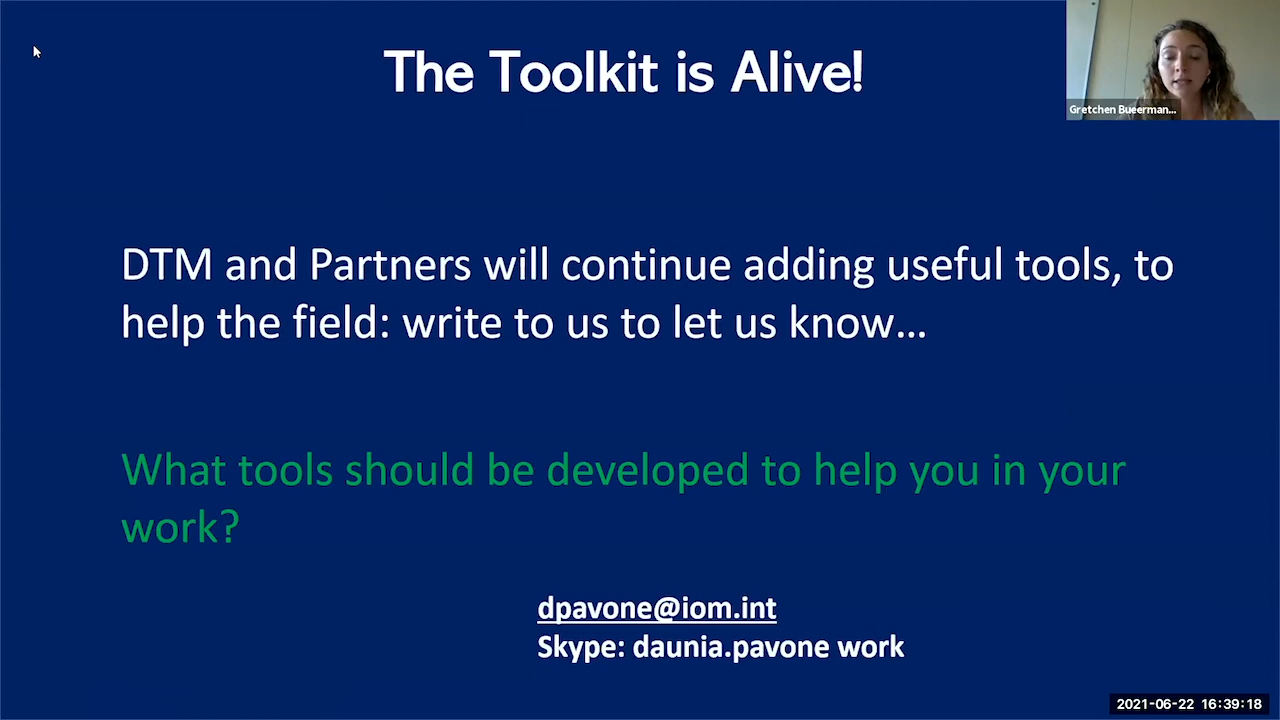 The Toolkit is Alive!
Gretchen Bueerman...
DTM and Partners will continue adding useful tools, to
help the field: write to us to let us know…
What tools should be developed to help you in your
work?
dpavone@iom.int
Skype: daunia.pavone work
2021-06-22 16:39:18